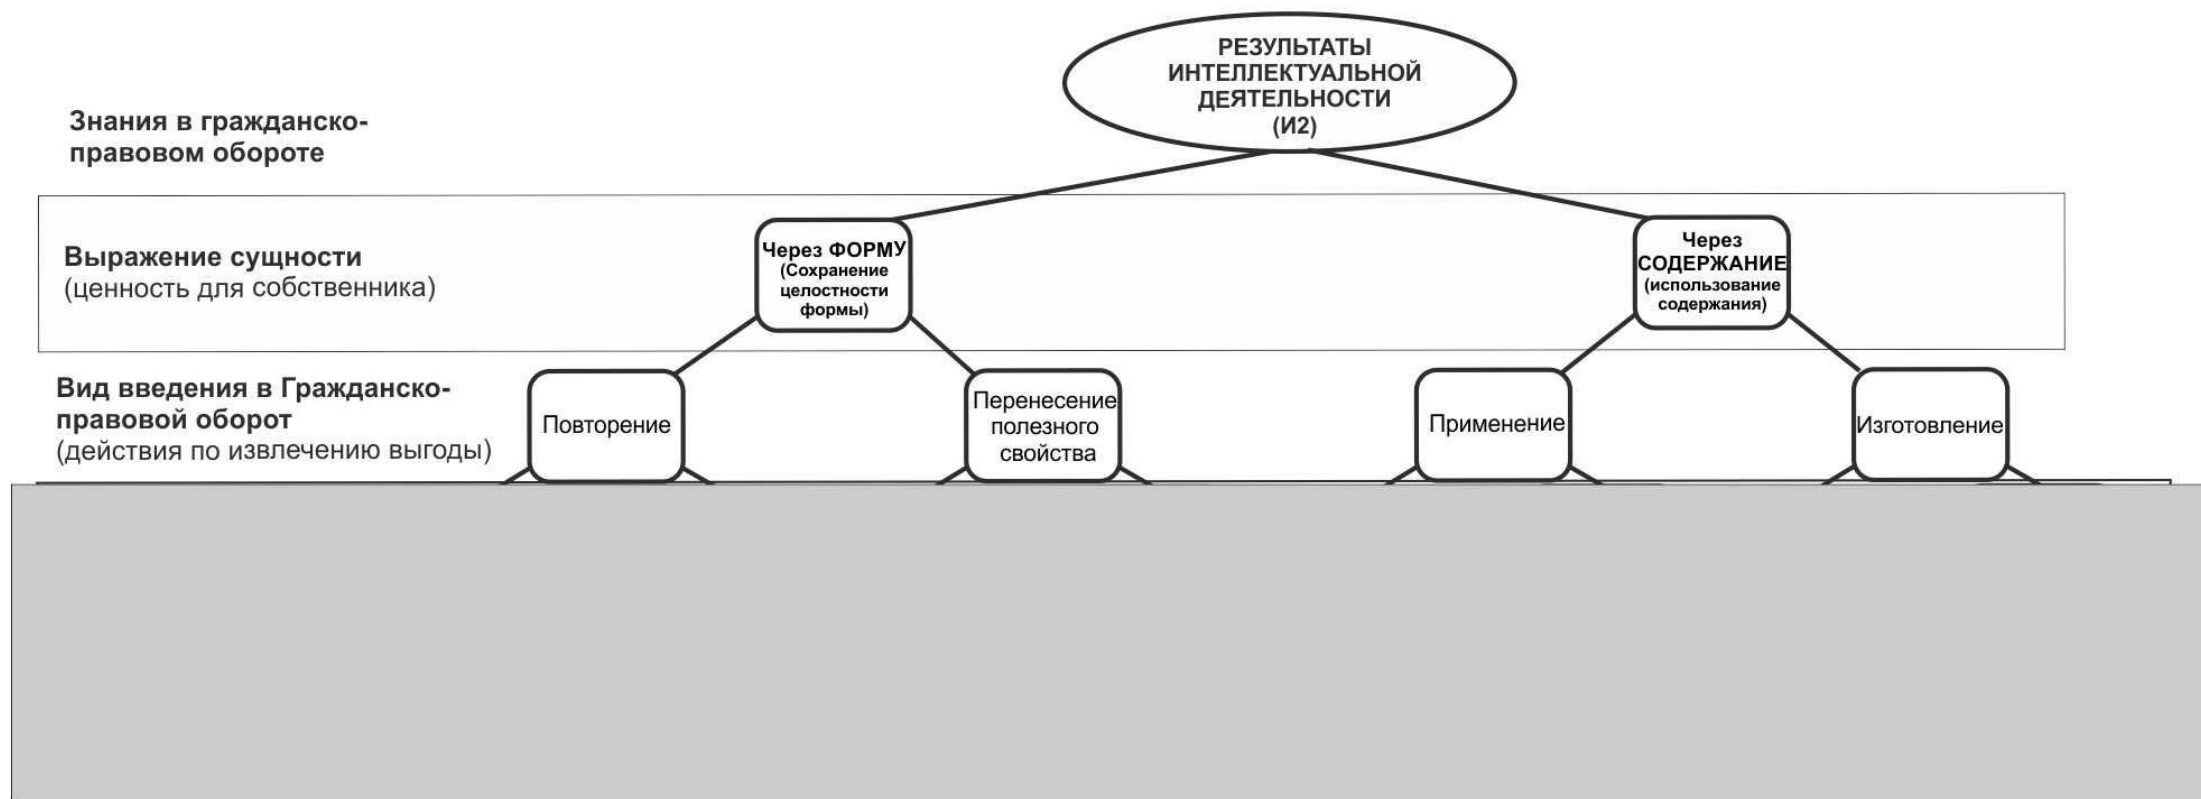 РЕЗУЛЬТАТЫ
ИНТЕЛЛЕКТУАЛЬНОЙ
ДЕЯТЕЛЬНОСТИ
(И2)
Знания в гражданско-
правовом обороте
Выражение сущности
(ценность для собственника)
Через ФОРМУ
(Сохранение
целостности
формы)
Через
СОДЕРЖАНИЕ
(использование
содержания)
Вид введения в Гражданско-
правовой оборот
(действия по извлечению выгоды)
Повторение
Перенесение
полезного
свойства
Применение
Изготовление